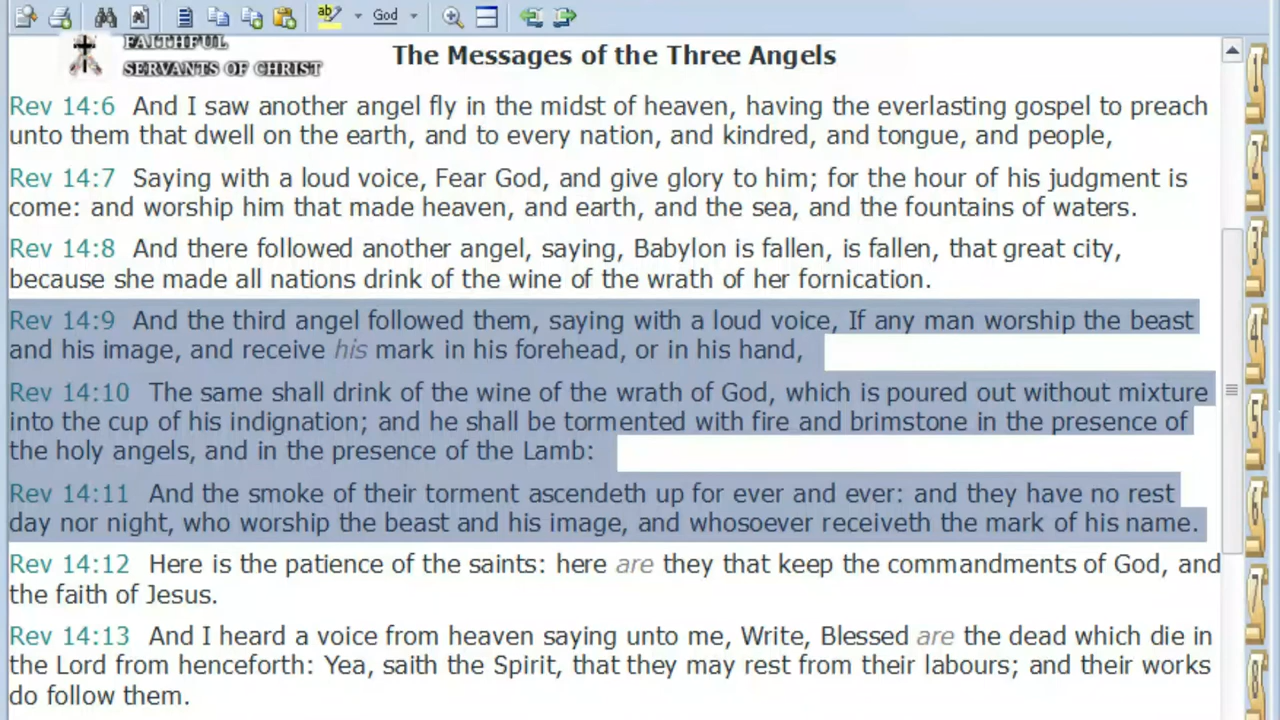 ab
God
FAITHFUL
SERVANTS OF CHRIST
The Messages of the Three Angels
Rev 14:6 And I saw another angel fly in the midst of heaven, having the everlasting gospel to preach
unto them that dwell on the earth, and to every nation, and kindred, and tongue, and people,
Rev 14:7 Saying with a loud voice, Fear God, and give glory to him; for the hour of his judgment is
come: and worship him that made heaven, and earth, and the sea, and the fountains of waters.
Rev 14:8 And there followed another angel, saying, Babylon is fallen, is fallen, that great city,
because she made all nations drink of the wine of the wrath of her fornication.
Rev 14:9 And the third angel followed them, saying with a loud voice, If any man worship the beast
and his image, and receive his mark in his forehead, or in his hand,
Rev 14:10 The same shall drink of the wine of the wrath of God, which is poured out without mixture
into the cup of his indignation; and he shall be tormented with fire and brimstone in the presence of
the holy angels, and in the presence of the Lamb:
Rev 14:11 And the smoke of their torment ascendeth up for ever and ever: and they have no rest
day nor night, who worship the beast and his image, and whosoever receiveth the mark of his name.
Rev 14:12 Here is the patience of the saints: here are they that keep the commandments of God, and
the faith of Jesus.
Rev 14:13 And I heard a voice from heaven saying unto me, Write, Blessed are the dead which die in
the Lord from henceforth: Yea, saith the Spirit, that they may rest from their labours; and their works
do follow them.
1
2
3
4
5
6
7
8